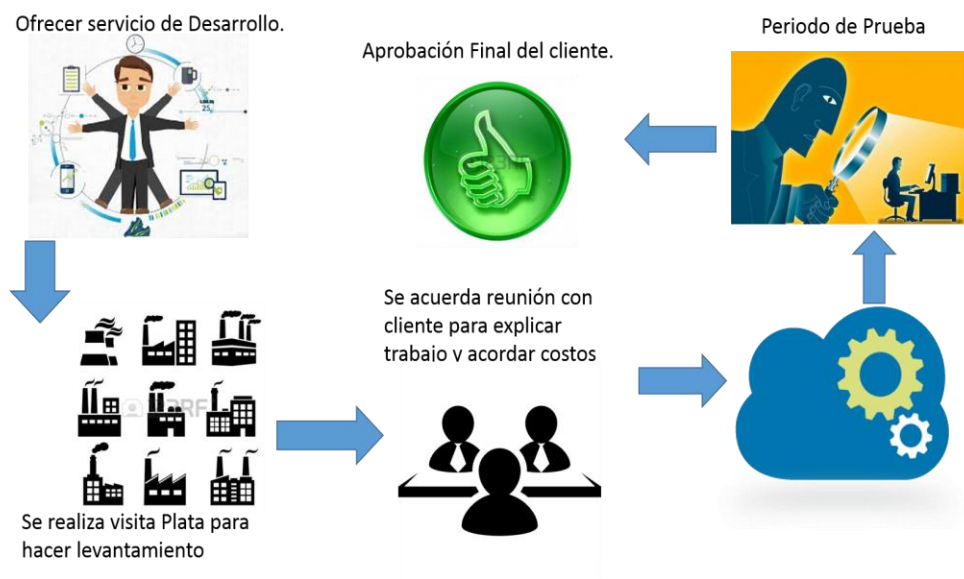 Ofrecer servicio de Desarrollo.
Aprobación Final del cliente.
Periodo de Prueba
Se acuerda reunión con
cliente para explicar
trabajo y acordar costos
Se realiza visita Plata para
hacer levantamiento